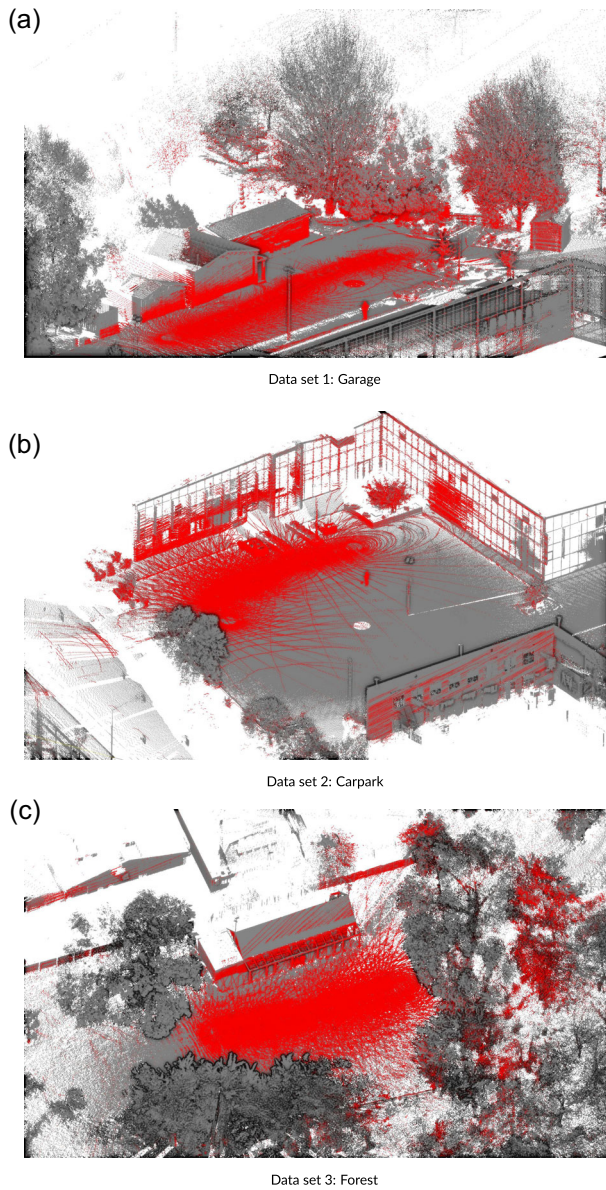 (a)
Data set 1: Garage
(b)
Data set 2: Carpark
(c)
Data set 3: Forest